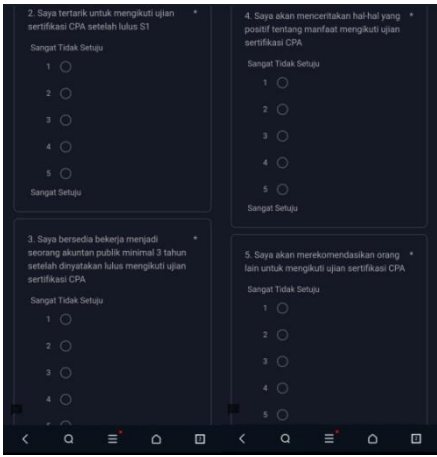 2. Saya tertarik untuk mengikuti ujian *
sertifikasi CPA setelah lulus S1
Sangat Tidak Setuju
1
2
3
4
5
Sangat Setuju
3. Saya bersedia bekerja menjadi *
seorang akuntan publik minimal 3 tahun
setelah dinyatakan lulus mengikuti ujian
sertifikasi CPA
Sangat Tidak Setuju
1
2
3
4
4. Saya akan menceritakan hal-hal yang *
positif tentang manfaat mengikuti ujian
sertifikasi CPA
Sangat Tidak Setuju
1
2
3
4
5
Sangat Setuju
5. Saya akan merekomendasikan orang *
lain untuk mengikuti ujian sertifikasi CPA
Sangat Tidak Setuju
1
2
3
4
5